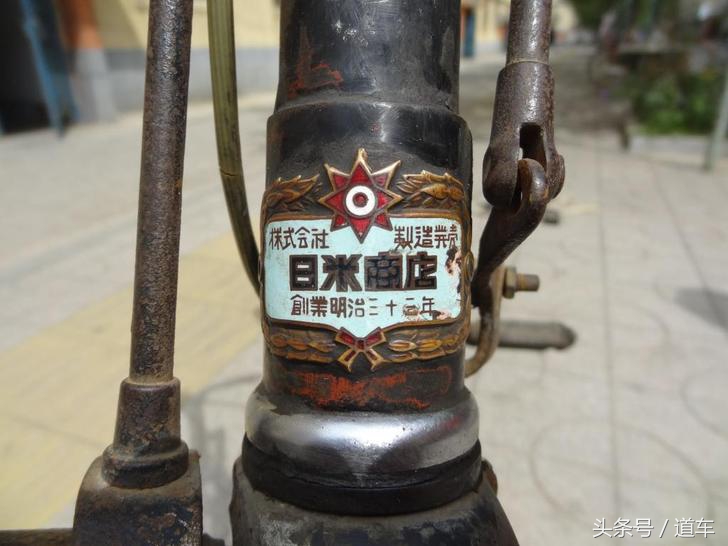 株式会社 製造業売
日米商店
創業明治三十二年
头条号 / 道车